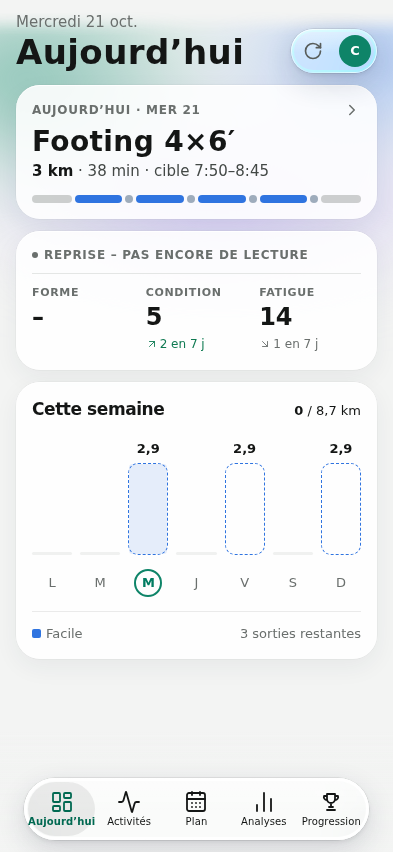 Mercredi 21 oct.
Aujourd’hui
C
AUJOURD’HUI · MER 21
Footing 4×6′
3 km · 38 min · cible 7:50–8:45
REPRISE – PAS ENCORE DE LECTURE
FORME CONDITION FATIGUE
– 5 14
2 en 7 j 1 en 7 j
Cette semaine 0 / 8,7 km
2,9 2,9 2,9
L M M J V S D
Facile 3 sorties restantes
Aujourd’hui Activités Plan Analyses Progression